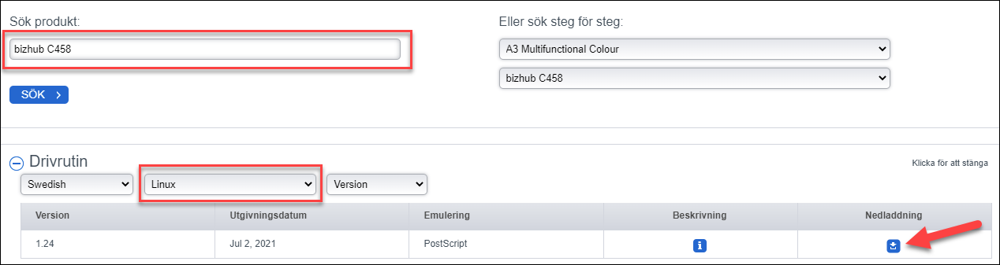 Sök produkt:
bizhub C458
SÖK
Eller sök steg för steg:
A3 Multifunctional Colour
bizhub C458
Drivrutin
Klicka för att stänga
Swedish Linux Version
Version Utgivningsdatum Emulering Beskrivning Nedladdning
1.24 Jul 2, 2021 PostScript